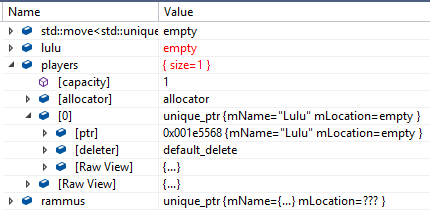 Name Value
std::move<std::unique empty
lulu empty
players { size=1 }
[capacity] 1
[allocator] allocator
[0] unique_ptr {mName="Lulu" mLocation=empty }
[ptr] 0x001e5568 {mName="Lulu" mLocation=empty }
[deleter] default_delete
[Raw View] {...}
[Raw View] {...}
rammus unique_ptr {mName={...} mLocation=??? }